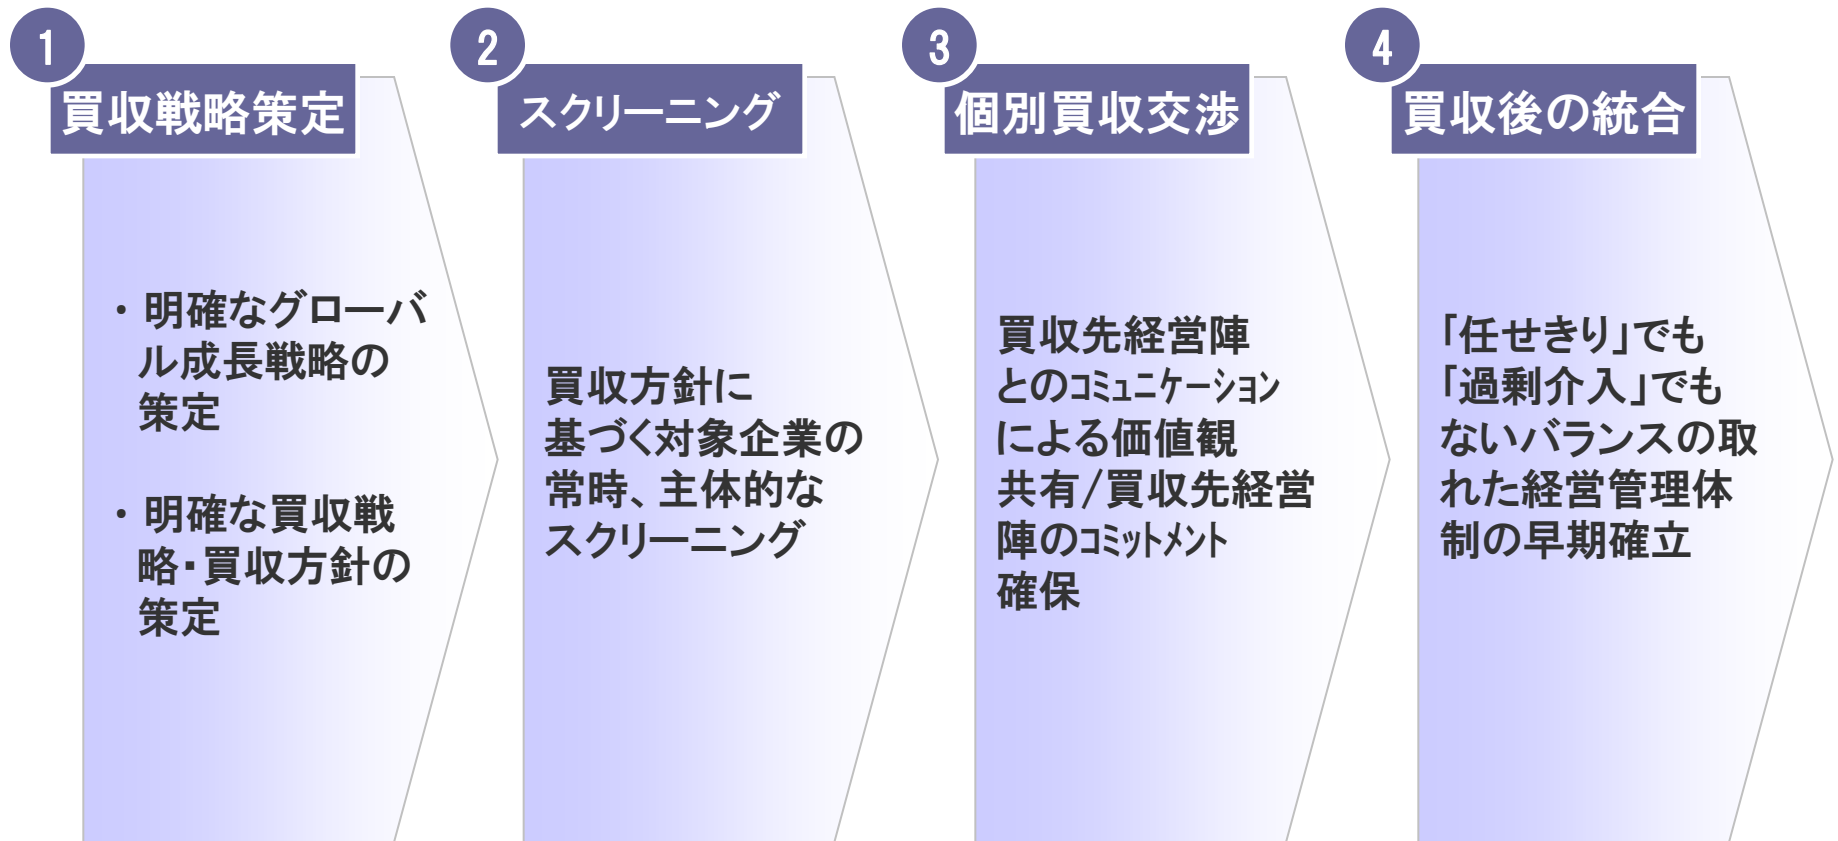 1
買収戦略策定
・明確なグローバ
ル成長戦略の
策定
・明確な買収戦
略・買収方針の
策定
2
スクリーニング
買収方針に
基づく対象企業の
常時、主体的な
スクリーニング
3
個別買収交渉
買収先経営陣
とのｺﾐｭﾆｹｰｼｮﾝ
による価値観
共有/買収先経営
陣のｺﾐｯﾄﾒﾝﾄ
確保
4
買収後の統合
「任せきり」でも
「過剰介入」でも
ないバランスの取
れた経営管理体
制の早期確立